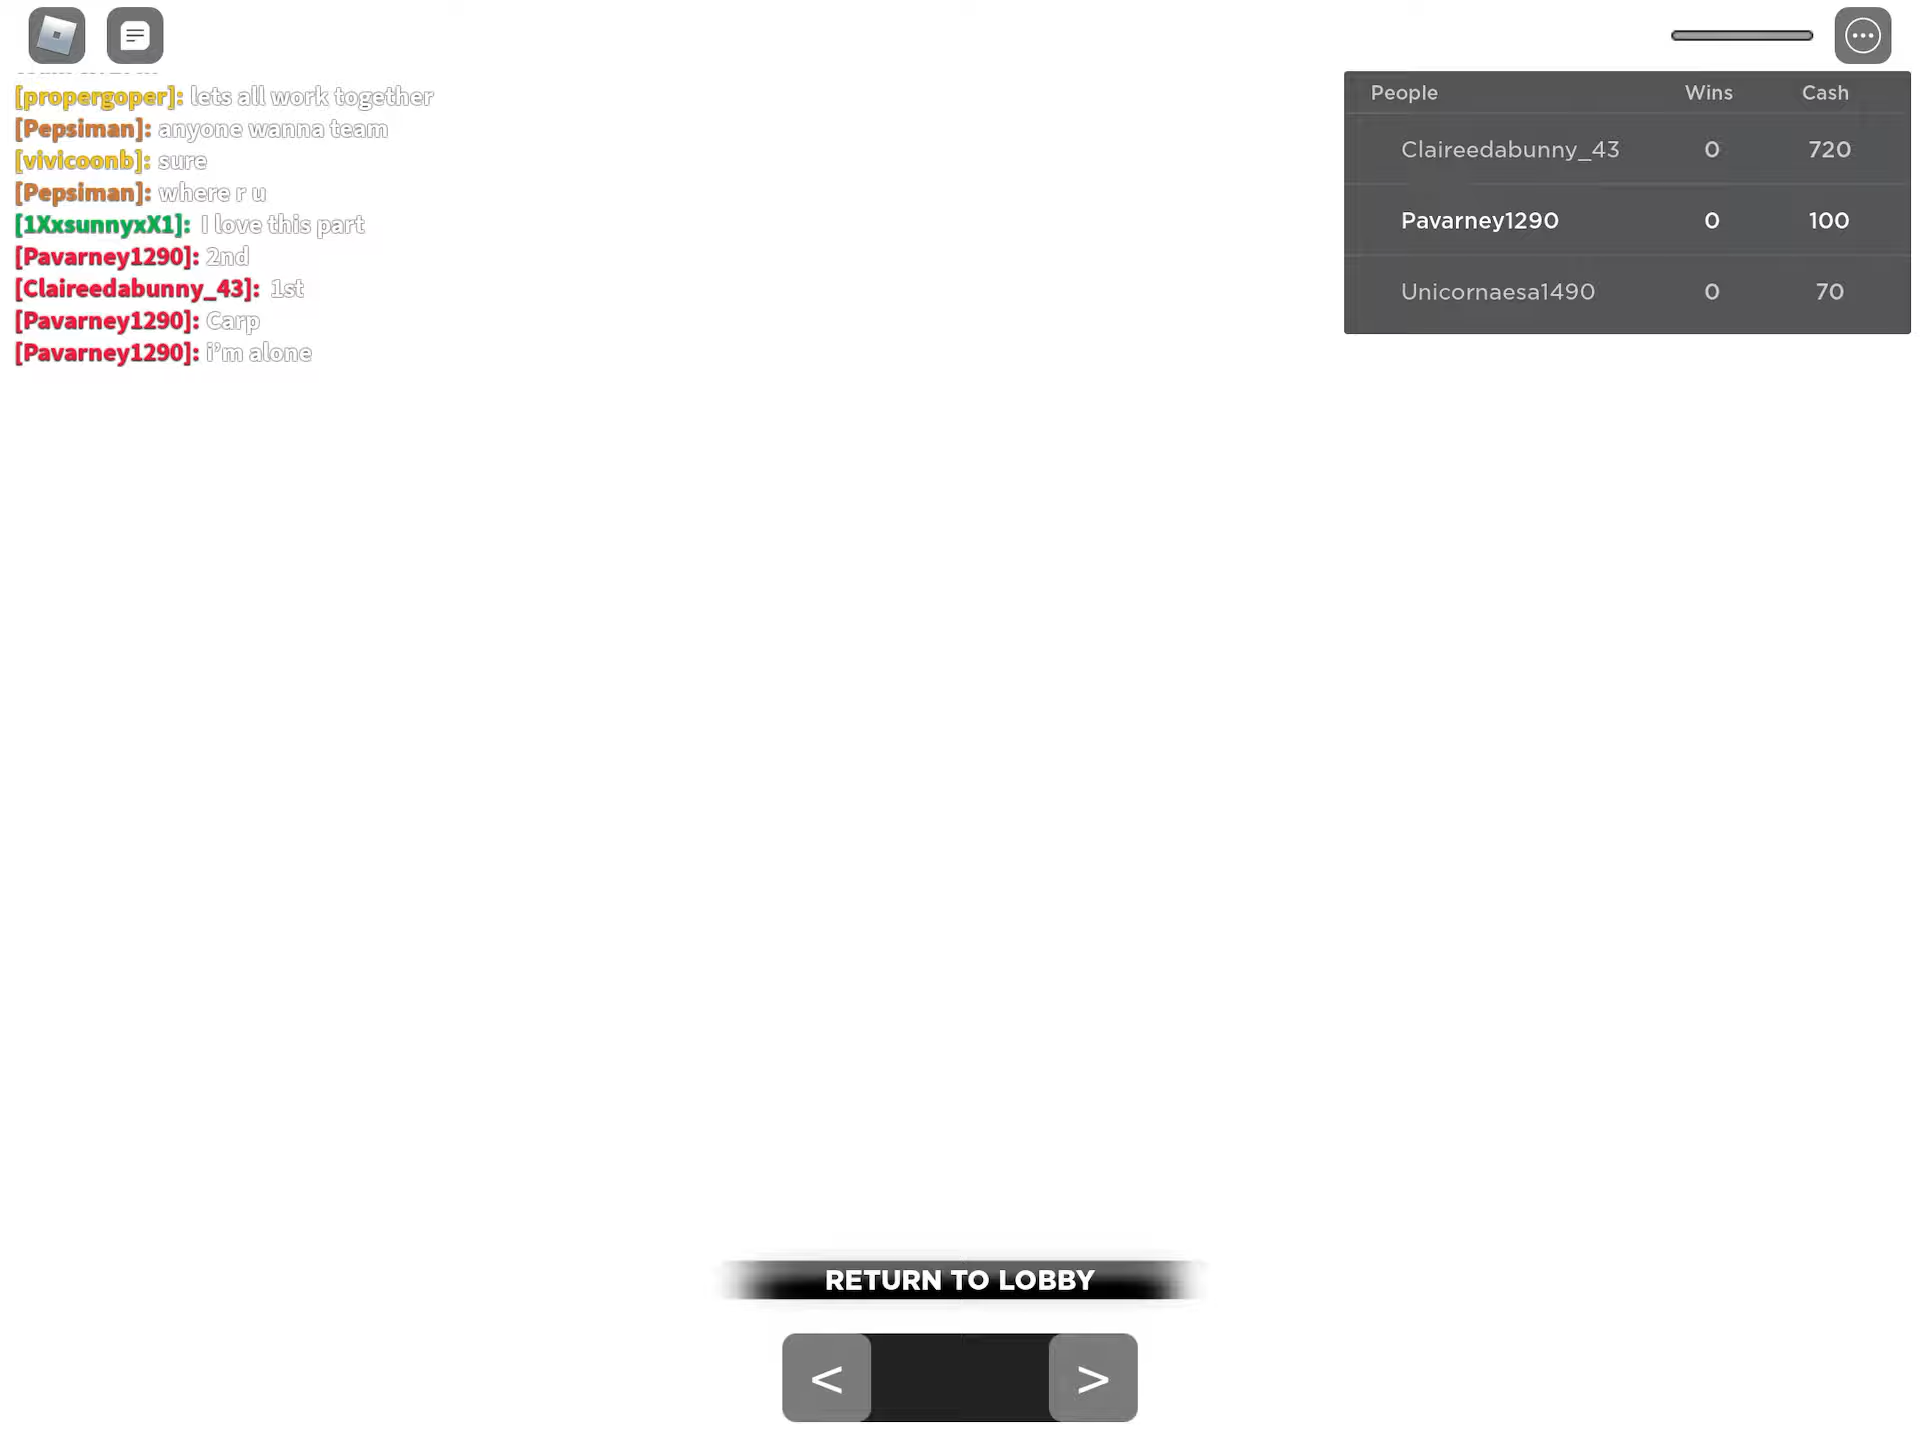 [propergoper]: lets all work together
[Pepsiman]: anyone wanna team
[vivicoonb]: sure
[Pepsiman]: where r u
[1XxsunnyxX1]: I love this part
[Pavarney1290]: 2nd
[Claireedabunny_43]: 1st
[Pavarney1290]: Carp
[Pavarney1290]: i'm alone
People Wins Cash
Claireedabunny_43 0 720
Pavarney1290 0 100
Unicornaesa1490 0 70
RETURN TO LOBBY
< >